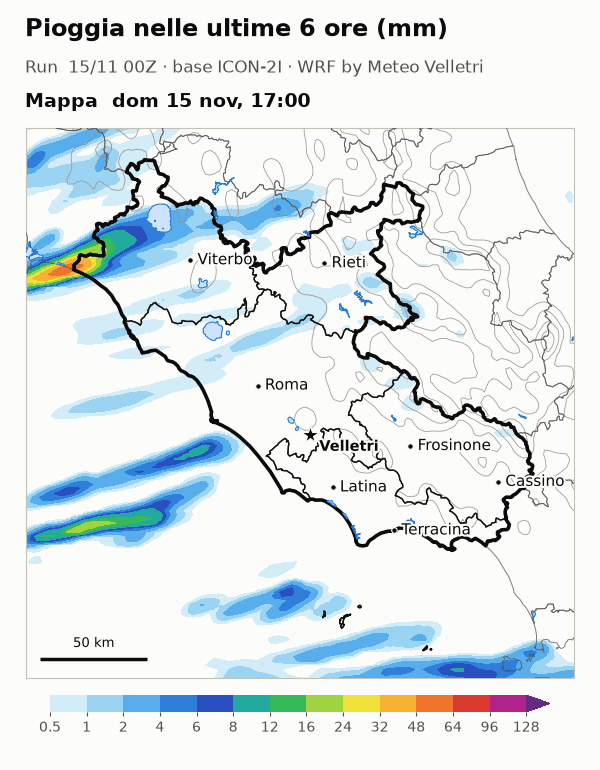 Pioggia nelle ultime 6 ore (mm)
Run  15/11 00Z · base ICON-2I · WRF by Meteo Velletri
Mappa  dom 15 nov, 17:00
Viterbo
Rieti
Roma
Velletri
Frosinone
Latina
Cassino
Terracina
50 km
0.5 1 2 4 6 8 12 16 24 32 48 64 96 128